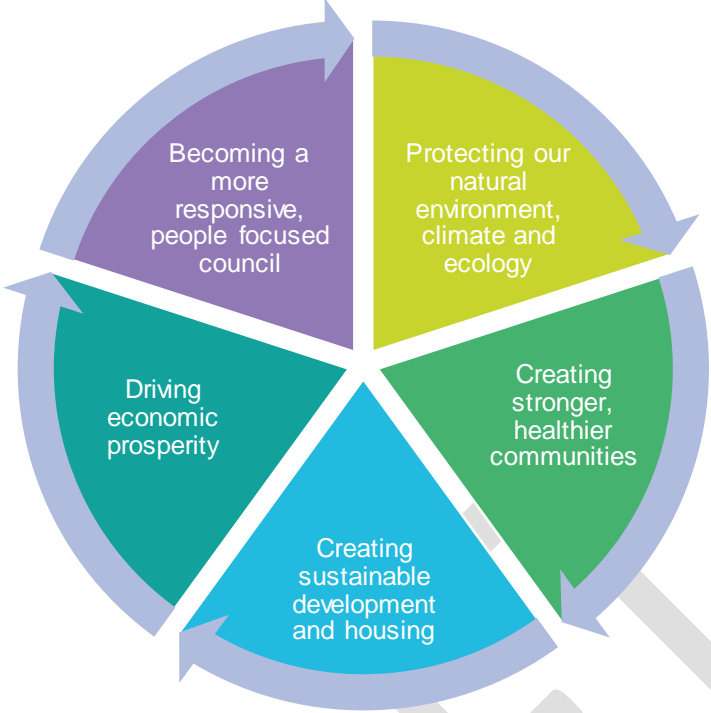 Becoming a
more
responsive,
people focused
council
Protecting our
natural
environment,
climate and
ecology
Creating
stronger,
healthier
communities
Creating
sustainable
development
and housing
Driving
economic
prosperity